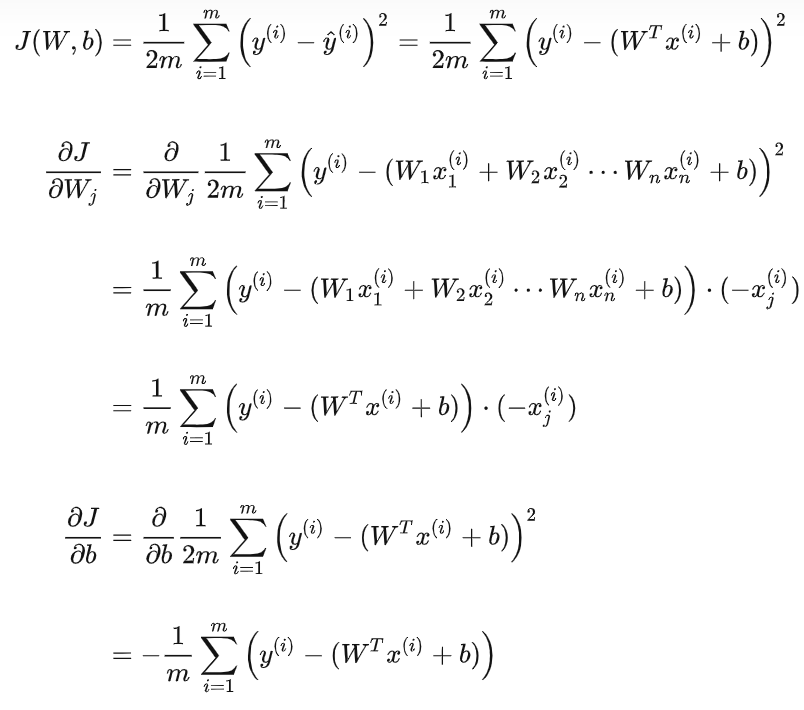 $J(W, b) = \frac{1}{2m} \sum_{i=1}^{m} \left( y^{(i)} - \hat{y}^{(i)} \right)^2 = \frac{1}{2m} \sum_{i=1}^{m} \left( y^{(i)} - (W^T x^{(i)} + b) \right)^2$
$\frac{\partial J}{\partial W_j} = \frac{\partial}{\partial W_j} \frac{1}{2m} \sum_{i=1}^{m} \left( y^{(i)} - (W_1 x_1^{(i)} + W_2 x_2^{(i)} \cdots W_n x_n^{(i)} + b) \right)^2$
$= \frac{1}{m} \sum_{i=1}^{m} \left( y^{(i)} - (W_1 x_1^{(i)} + W_2 x_2^{(i)} \cdots W_n x_n^{(i)} + b) \right) \cdot (-x_j^{(i)})$
$= \frac{1}{m} \sum_{i=1}^{m} \left( y^{(i)} - (W^T x^{(i)} + b) \right) \cdot (-x_j^{(i)})$
$\frac{\partial J}{\partial b} = \frac{\partial}{\partial b} \frac{1}{2m} \sum_{i=1}^{m} \left( y^{(i)} - (W^T x^{(i)} + b) \right)^2$
$= -\frac{1}{m} \sum_{i=1}^{m} \left( y^{(i)} - (W^T x^{(i)} + b) \right)$